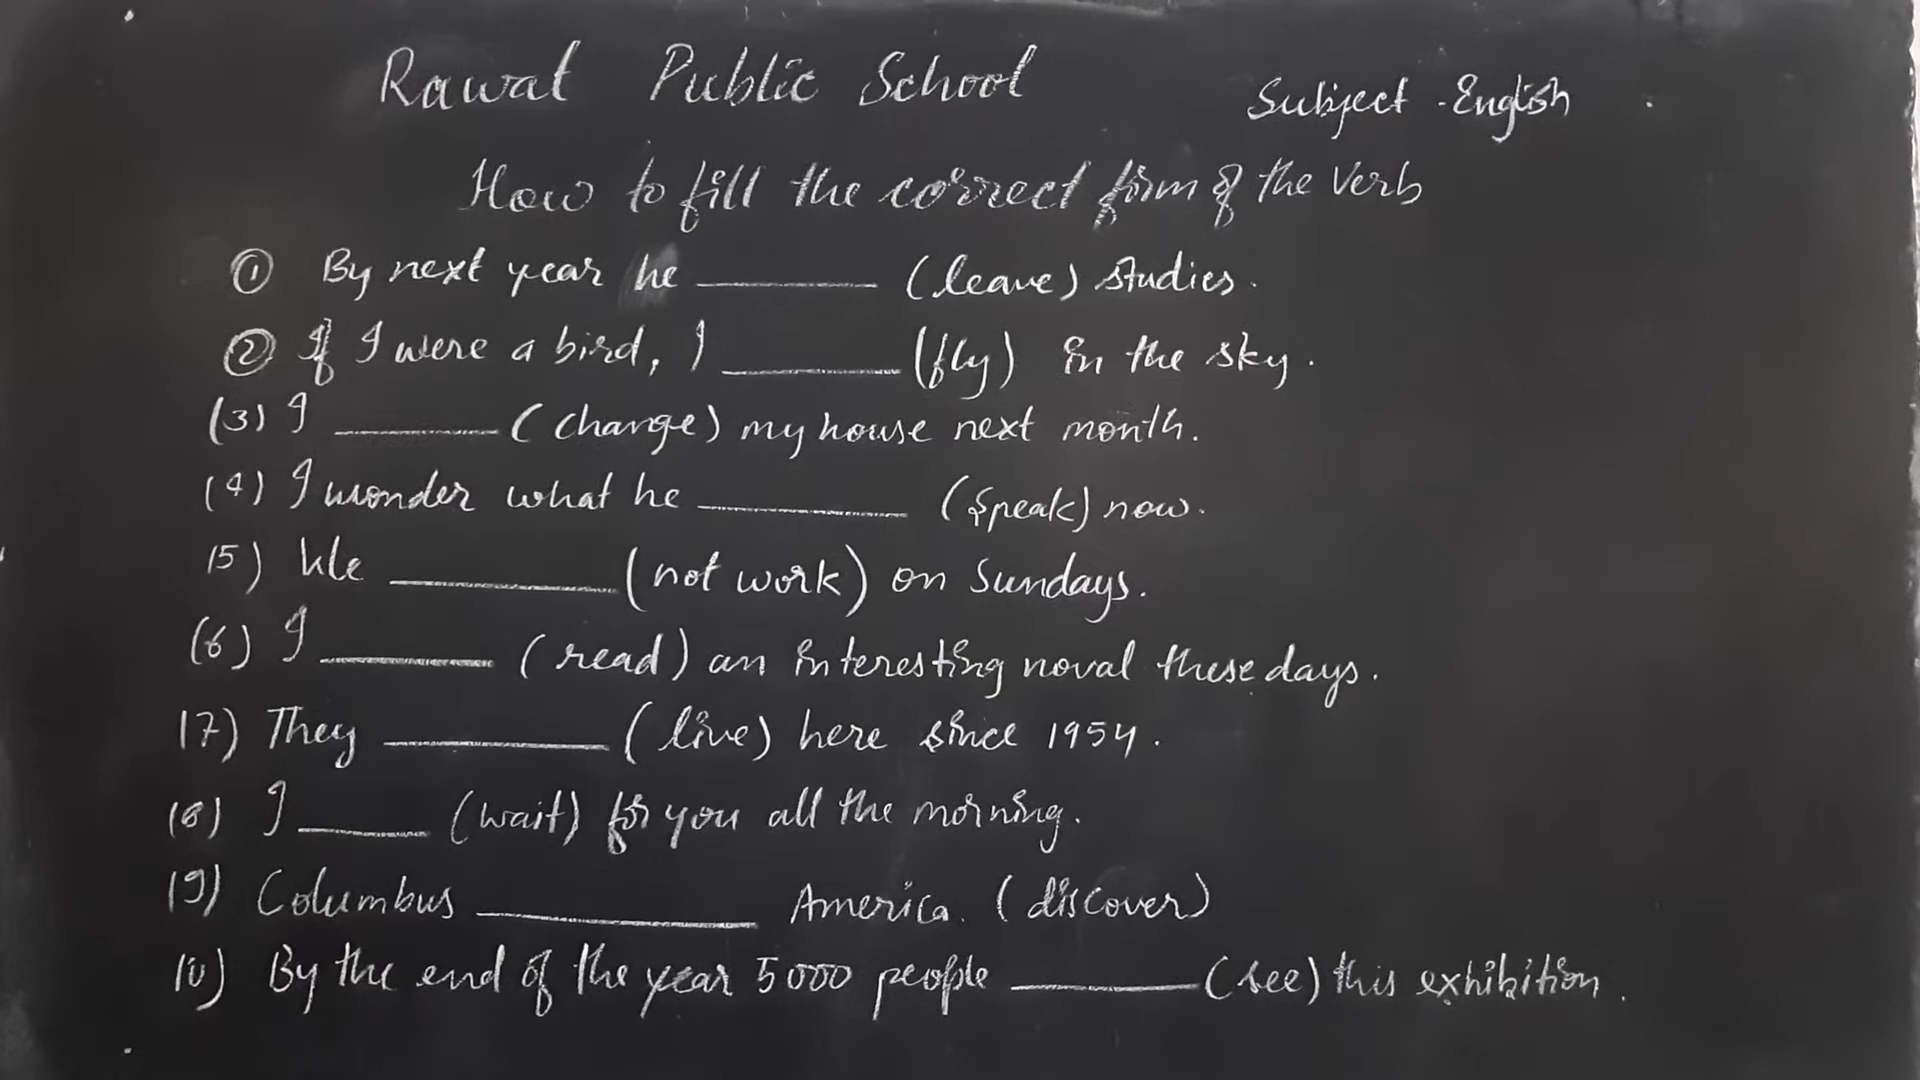 Rawat Public School
Subject - English
How to fill the correct form of the verb
① By next year he ______ (leave) studies.
② If I were a bird, I ______ (fly) in the sky.
(3) I ______ (change) my house next month.
(4) I wonder what he ______ (speak) now.
(5) We ______ (not work) on Sundays.
(6) I ______ (read) an interesting noval these days.
(7) They ______ (live) here since 1954.
(8) I ______ (wait) for you all the morning.
(9) Columbus ______ America. (discover)
10) By the end of the year 5000 people ______ (see) this exhibition.